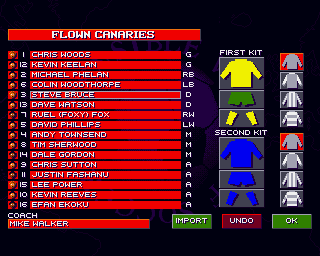 FLOWN CANARIES
1 CHRIS WOODS G
12 KEVIN KEELAN G
2 MICHAEL PHELAN RB
6 COLIN WOODTHORPE LB
3 STEVE BRUCE D
13 DAVE WATSON D
7 RUEL (FOXY) FOX RW
5 DAVID PHILLIPS LW
4 ANDY TOWNSEND M
8 TIM SHERWOOD M
14 DALE GORDON M
9 CHRIS SUTTON M
11 JUSTIN FASHANU A
15 LEE POWER A
10 KEVIN REEVES A
16 EFAN EKOKU A
COACH
MIKE WALKER
FIRST KIT
SECOND KIT
IMPORT UNDO OK